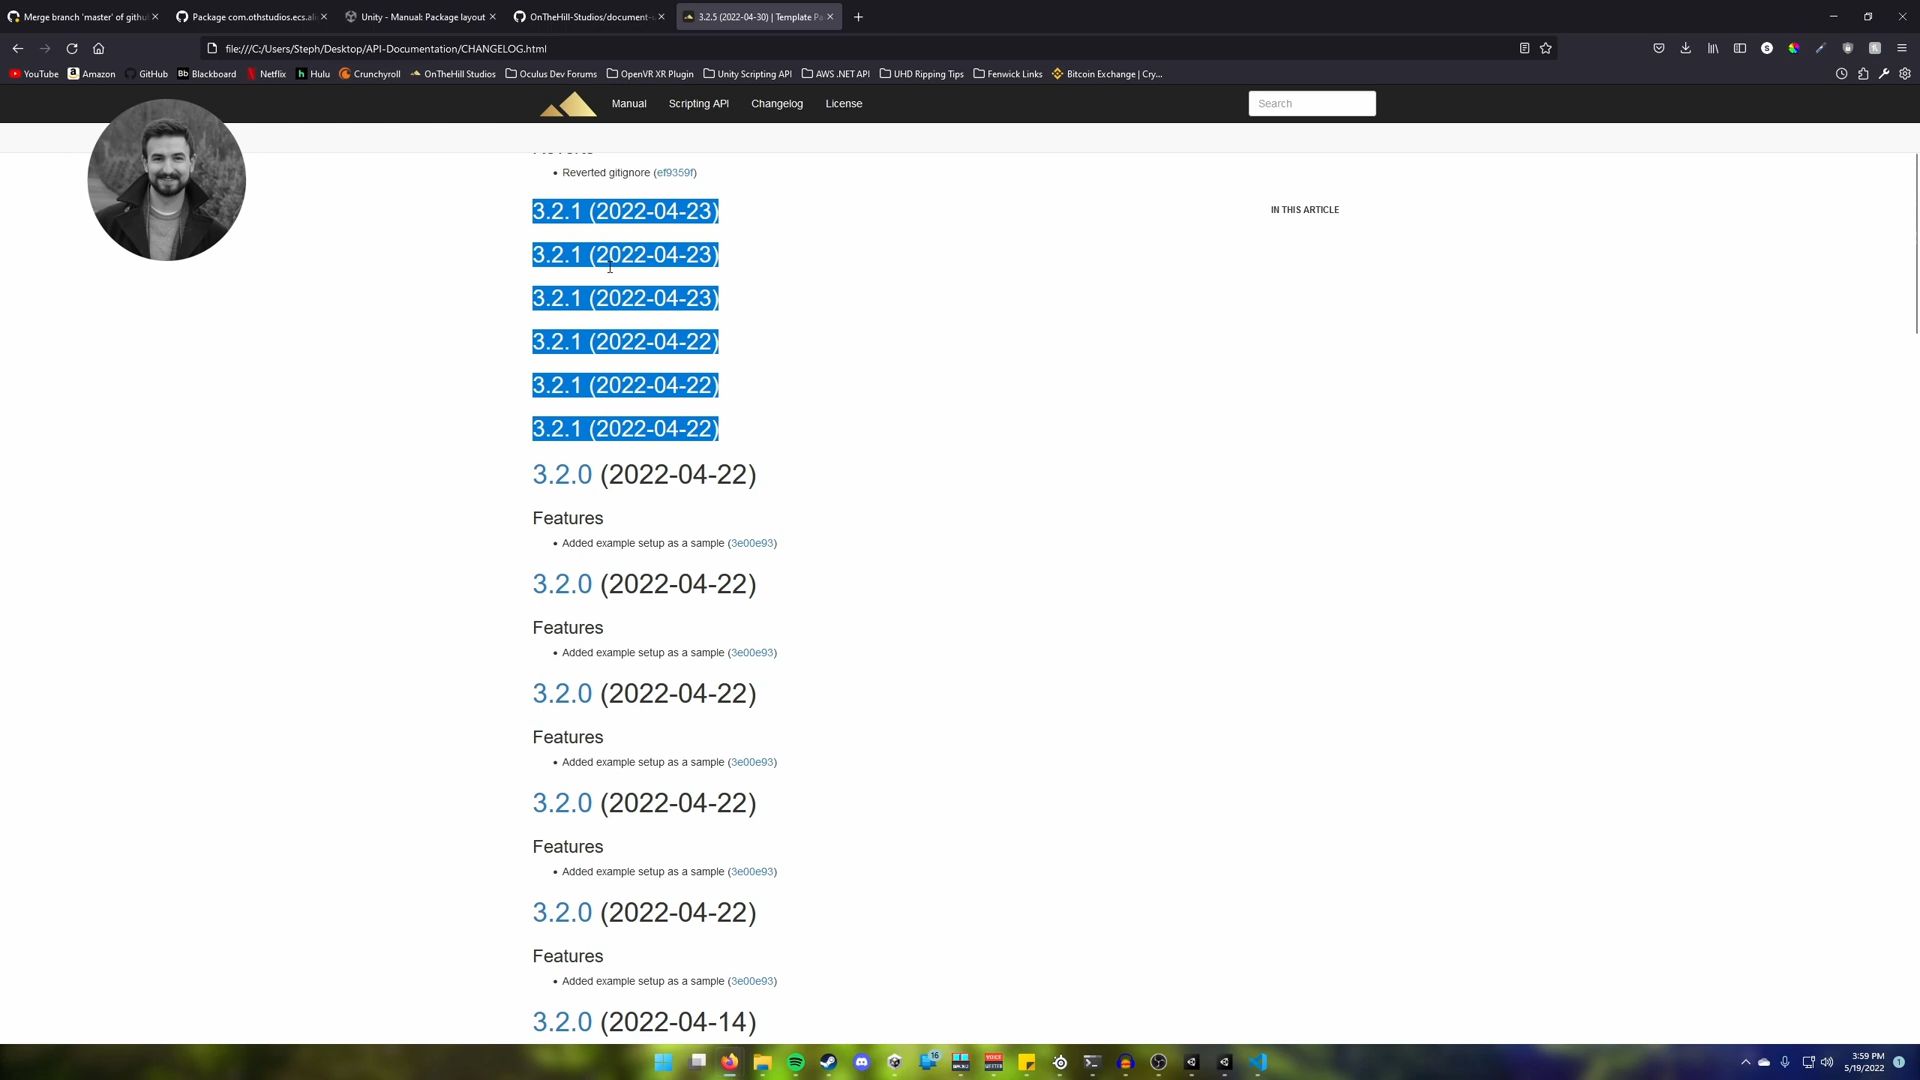 Merge branch 'master' of githu
Package com.othstudios.ecs.ali
Unity - Manual: Package layout
OnTheHill-Studios/document-u
3.2.5 (2022-04-30) | Template Pa
file:///C:/Users/Steph/Desktop/API-Documentation/CHANGELOG.html
YouTube
Amazon
GitHub
Bb Blackboard
Netflix
h Hulu
Crunchyroll
OnTheHill Studios
Oculus Dev Forums
OpenVR XR Plugin
Unity Scripting API
AWS .NET API
UHD Ripping Tips
Fenwick Links
Bitcoin Exchange | Cry...
Manual
Scripting API
Changelog
License
Search
Reverted gitignore (ef9359f)
3.2.1 (2022-04-23)
IN THIS ARTICLE
3.2.1 (2022-04-23)
3.2.1 (2022-04-23)
3.2.1 (2022-04-22)
3.2.1 (2022-04-22)
3.2.1 (2022-04-22)
3.2.0 (2022-04-22)
Features
Added example setup as a sample (3e00e93)
3.2.0 (2022-04-22)
Features
Added example setup as a sample (3e00e93)
3.2.0 (2022-04-22)
Features
Added example setup as a sample (3e00e93)
3.2.0 (2022-04-22)
Features
Added example setup as a sample (3e00e93)
3.2.0 (2022-04-22)
Features
Added example setup as a sample (3e00e93)
3.2.0 (2022-04-14)
16
3:59 PM
5/19/2022
1